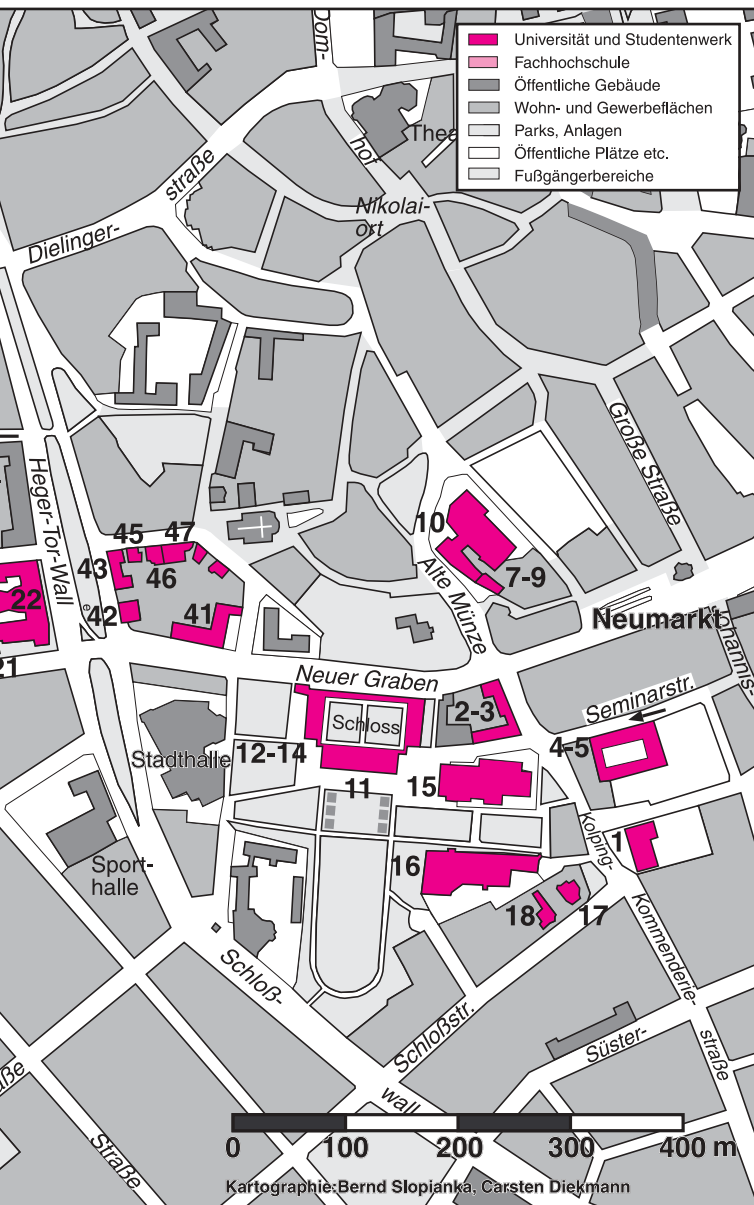 Dom-
hof
Universität und Studentenwerk
Fachhochschule
Öffentliche Gebäude
Wohn- und Gewerbeflächen
Parks, Anlagen
Öffentliche Plätze etc.
Fußgängerbereiche
Thea
straße
Dielinger-
Nikolai-
ort
Große Straße
Heger-Tor-Wall
10
45
47
43
46
22
42
41
7-9
Alte Münze
Neumarkt
Johannis-
21
Neuer Graben
2-3
Seminarstr.
Schloss
4-5
Stadthalle
12-14
11
15
Kolping-
1
16
Sport-
halle
18
17
Kommenderie-
straße
Schloß-
wall
Schloßstr.
Süster-
aße
Straße
0
100
200
300
400 m
Kartographie:Bernd Slopianka, Carsten Diekmann